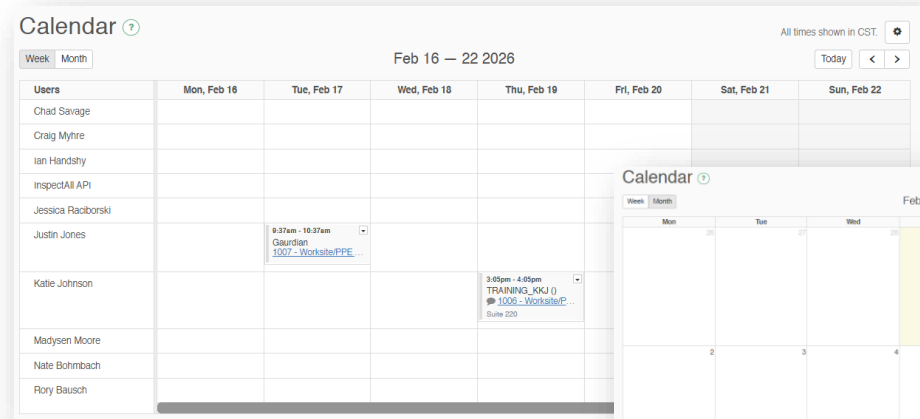 Calendar ?
All times shown in CST.
Week Month
Feb 16 — 22 2026
Today < >
Users Mon, Feb 16 Tue, Feb 17 Wed, Feb 18 Thu, Feb 19 Fri, Feb 20 Sat, Feb 21 Sun, Feb 22
Chad Savage
Craig Myhre
Ian Handshy
InspectAll API
Jessica Raciborski
Justin Jones
9:37am - 10:37am
Gaurdian
1007 - Worksite/PPE ...
Katie Johnson
3:05pm - 4:05pm
TRAINING_KKJ ()
1006 - Worksite/P...
Suite 220
Madysen Moore
Nate Bohmbach
Rory Bausch
Calendar ?
Week Month
Feb
Mon Tue Wed
26 27 28
2 3 4